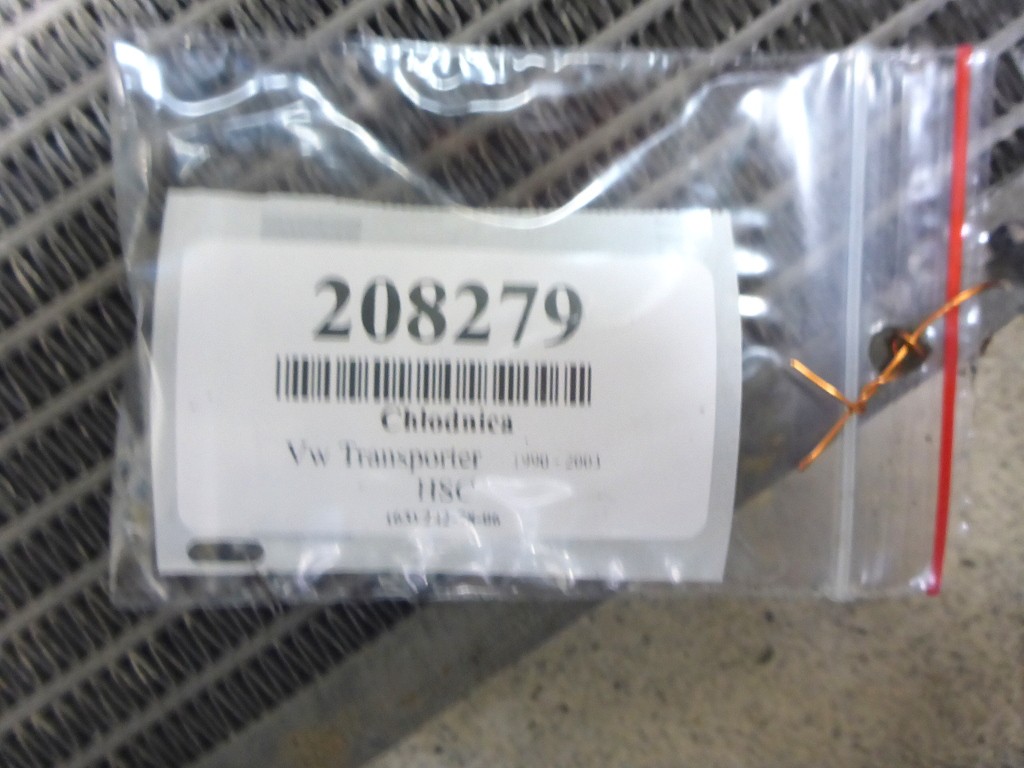 208279
Chłodnica
Vw Transporter 1990 - 2003
HSC